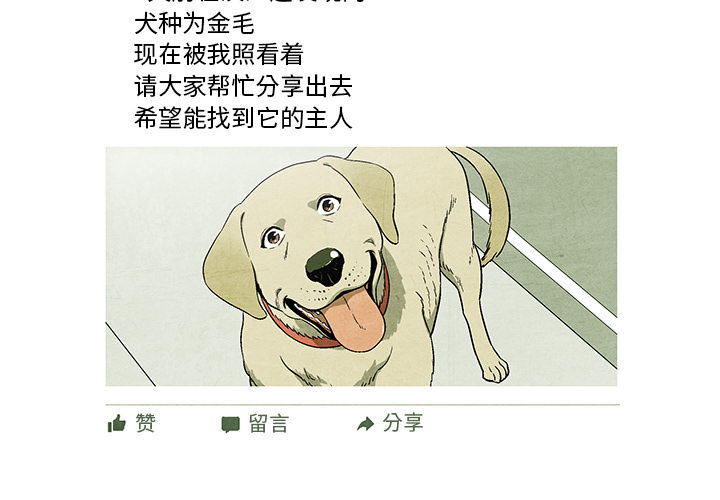 犬种为金毛
现在被我照看着
请大家帮忙分享出去
希望能找到它的主人
赞 留言 分享